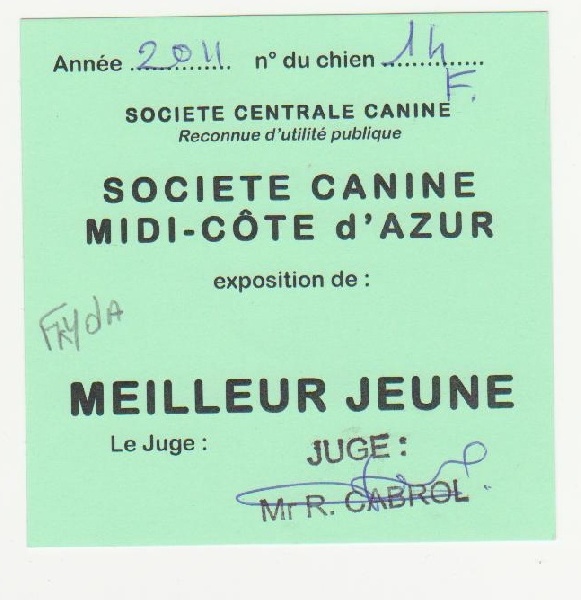 Année 2011 n° du chien 14
F.
SOCIETE CENTRALE CANINE
Reconnue d'utilité publique
SOCIETE CANINE
MIDI-CÔTE d'AZUR
exposition de :
FRYdA
MEILLEUR JEUNE
Le Juge :
JUGE :
Mr R. CABROL